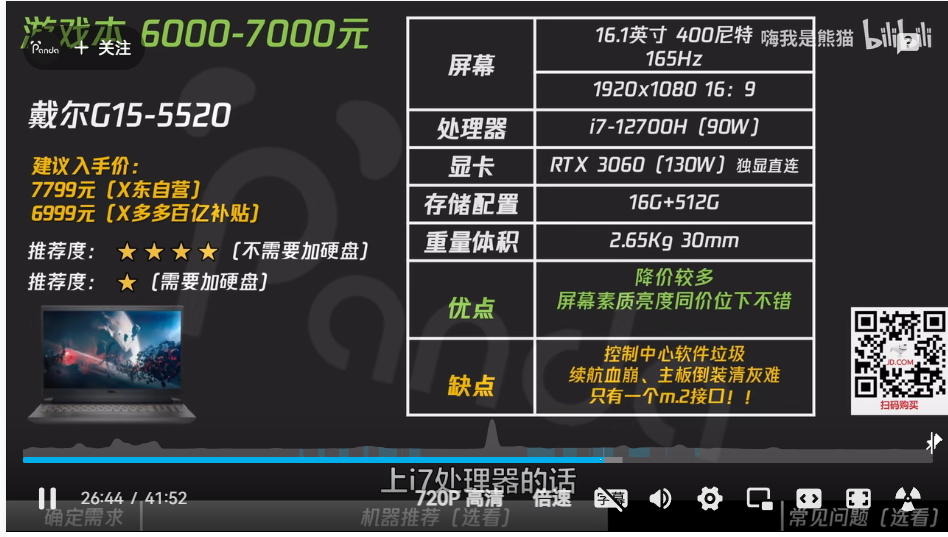 游戏本 6000-7000元
Panda + 关注
嗨我是熊猫 bilibili
?
戴尔G15-5520
建议入手价:
7799元（X东自营）
6999元（X多多百亿补贴）
推荐度: ★★★★（不需要加硬盘）
推荐度: ★（需要加硬盘）
屏幕
16.1英寸 400尼特
165Hz
1920x1080 16: 9
处理器 i7-12700H（90W）
显卡 RTX 3060（130W）独显直连
存储配置 16G+512G
重量体积 2.65Kg 30mm
优点
降价较多
屏幕素质亮度同价位下不错
缺点
控制中心软件垃圾
续航血崩、主板倒装清灰难
只有一个m.2接口！！
Panda
JD.COM
扫码购买
上i7处理器的话
26:44 / 41:52 720P 高清 倍速 字幕
确定需求 机器推荐（选看） 常见问题（选看）